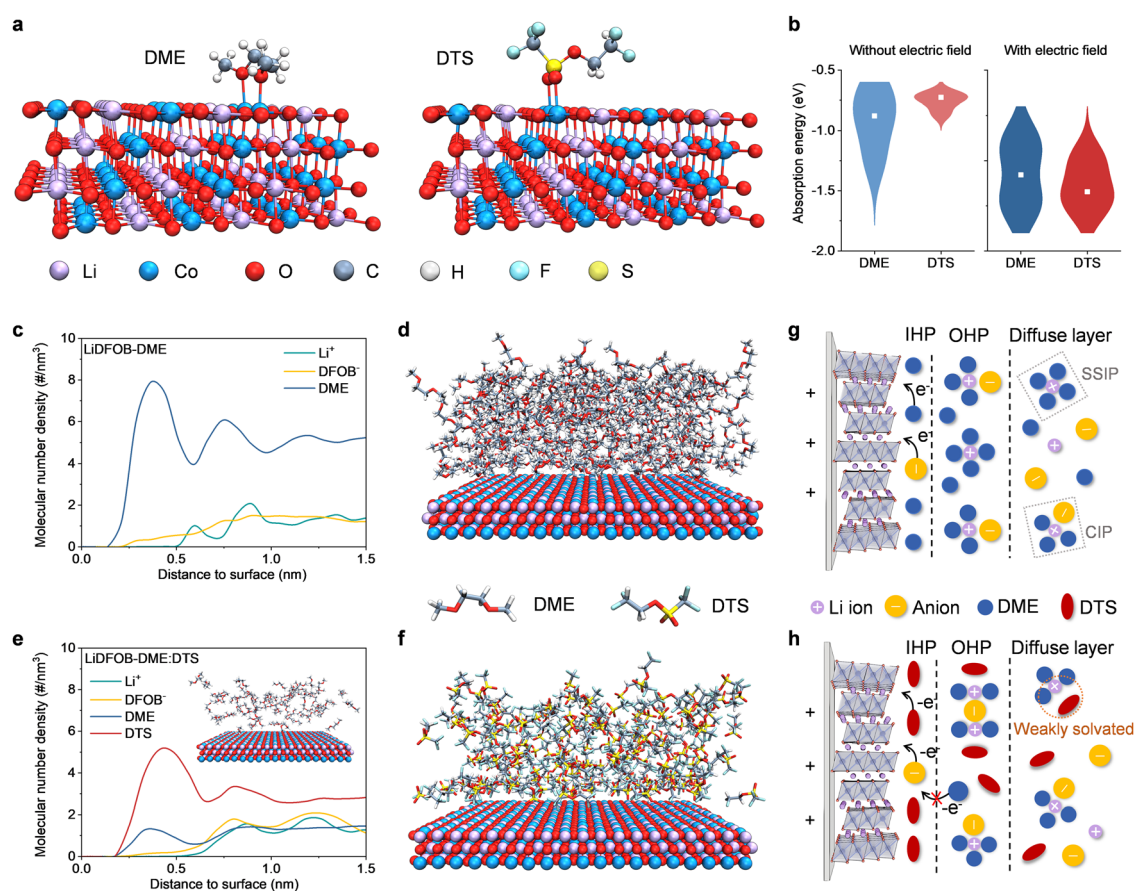 a
DME
DTS
Li
Co
O
C
H
F
S
b
Without electric field
With electric field
Absorption energy (eV)
−0.5
−1.0
−1.5
−2.0
DME
DTS
DME
DTS
c
LiDFOB-DME
Li⁺
DFOB⁻
DME
Molecular number density (#/nm³)
10
8
6
4
2
0
0.0
0.5
1.0
1.5
Distance to surface (nm)
d
DME
DTS
e
LiDFOB-DME:DTS
Li⁺
DFOB⁻
DME
DTS
Molecular number density (#/nm³)
10
8
6
4
2
0
0.0
0.5
1.0
1.5
Distance to surface (nm)
f
g
IHP
OHP
Diffuse layer
SSIP
e⁻
e⁻
CIP
+
+
+
+
Li ion
Anion
DME
DTS
h
IHP
OHP
Diffuse layer
-e⁻
-e⁻
-e⁻
Weakly solvated
+
+
+
+